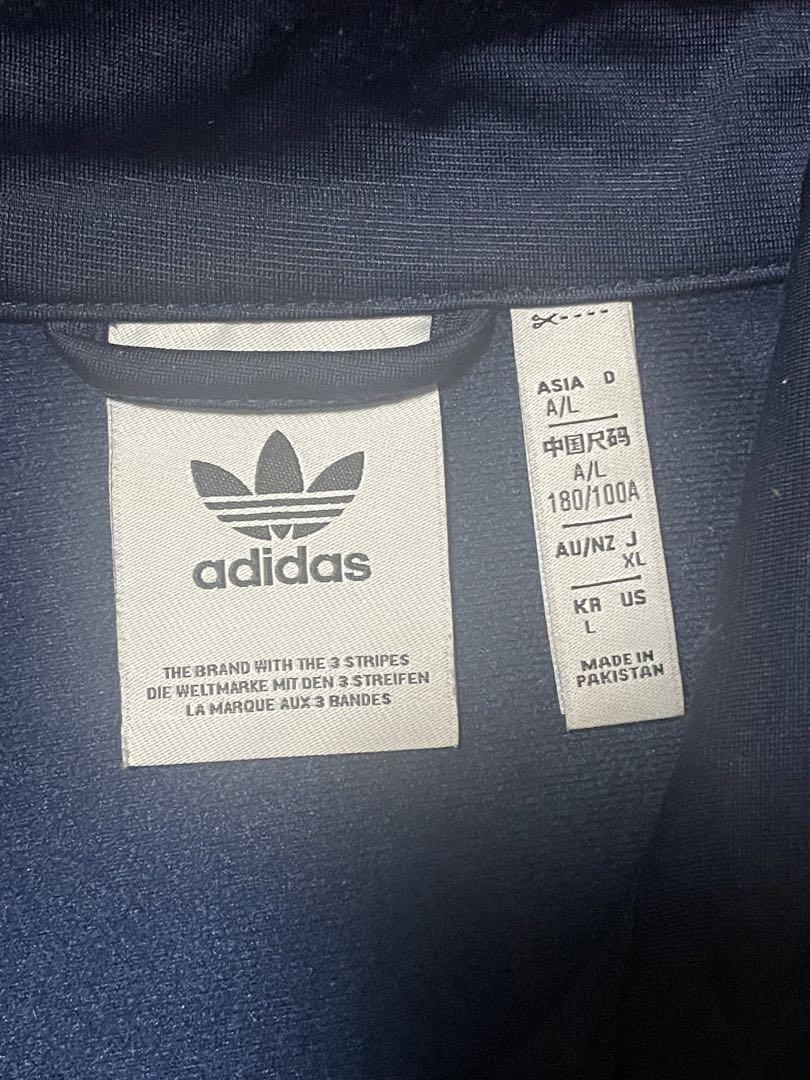 adidas
THE BRAND WITH THE 3 STRIPES
DIE WELTMARKE MIT DEN 3 STREIFEN
LA MARQUE AUX 3 BANDES
ASIA D
A/L
中国尺码
A/L
180/100A
AU/NZ J
XL
KR US
L
MADE IN
PAKISTAN